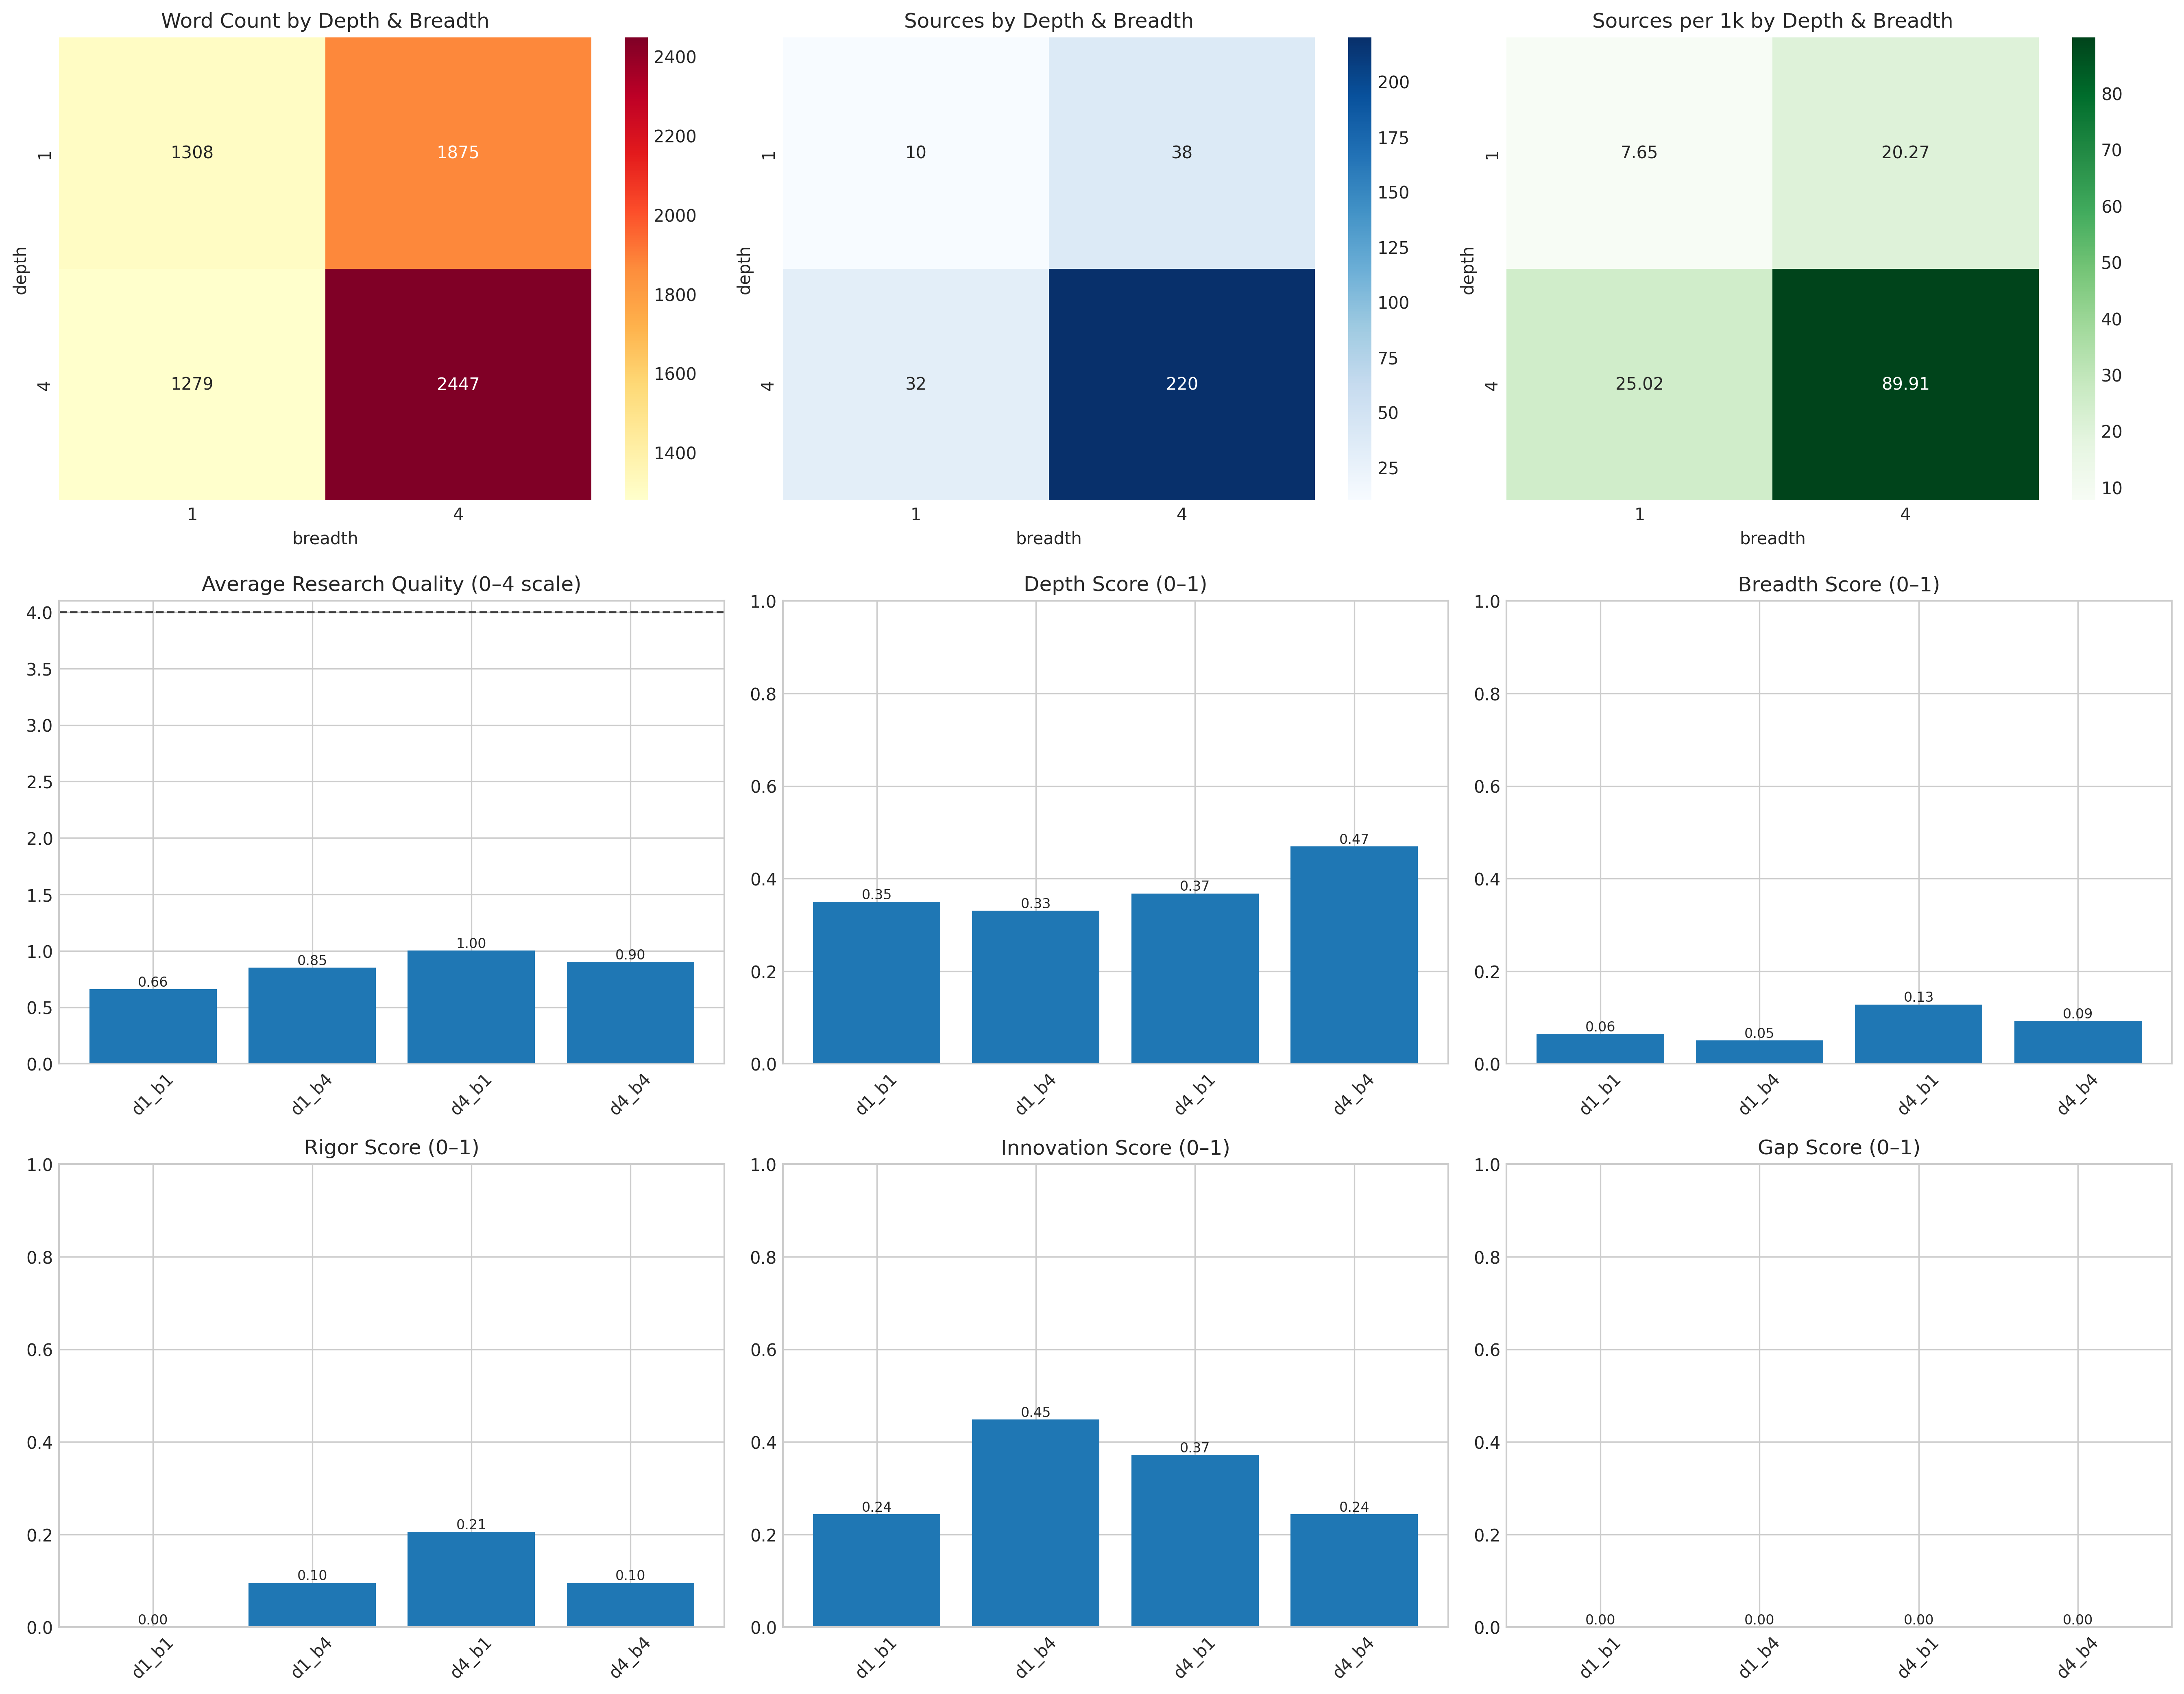 Word Count by Depth & Breadth
1308 1875
1279 2447
1
4
depth
1 4
breadth
2400
2200
2000
1800
1600
1400
Sources by Depth & Breadth
10 38
32 220
1
4
depth
1 4
breadth
200
175
150
125
100
75
50
25
Sources per 1k by Depth & Breadth
7.65 20.27
25.02 89.91
1
4
depth
1 4
breadth
80
70
60
50
40
30
20
10
Average Research Quality (0–4 scale)
4.0
3.5
3.0
2.5
2.0
1.5
1.0
0.5
0.0
0.66 0.85 1.00 0.90
d1_b1 d1_b4 d4_b1 d4_b4
Depth Score (0–1)
1.0
0.8
0.6
0.4
0.2
0.0
0.35 0.33 0.37 0.47
d1_b1 d1_b4 d4_b1 d4_b4
Breadth Score (0–1)
1.0
0.8
0.6
0.4
0.2
0.0
0.06 0.05 0.13 0.09
d1_b1 d1_b4 d4_b1 d4_b4
Rigor Score (0–1)
1.0
0.8
0.6
0.4
0.2
0.0
0.00 0.10 0.21 0.10
d1_b1 d1_b4 d4_b1 d4_b4
Innovation Score (0–1)
1.0
0.8
0.6
0.4
0.2
0.0
0.24 0.45 0.37 0.24
d1_b1 d1_b4 d4_b1 d4_b4
Gap Score (0–1)
1.0
0.8
0.6
0.4
0.2
0.0
0.00 0.00 0.00 0.00
d1_b1 d1_b4 d4_b1 d4_b4